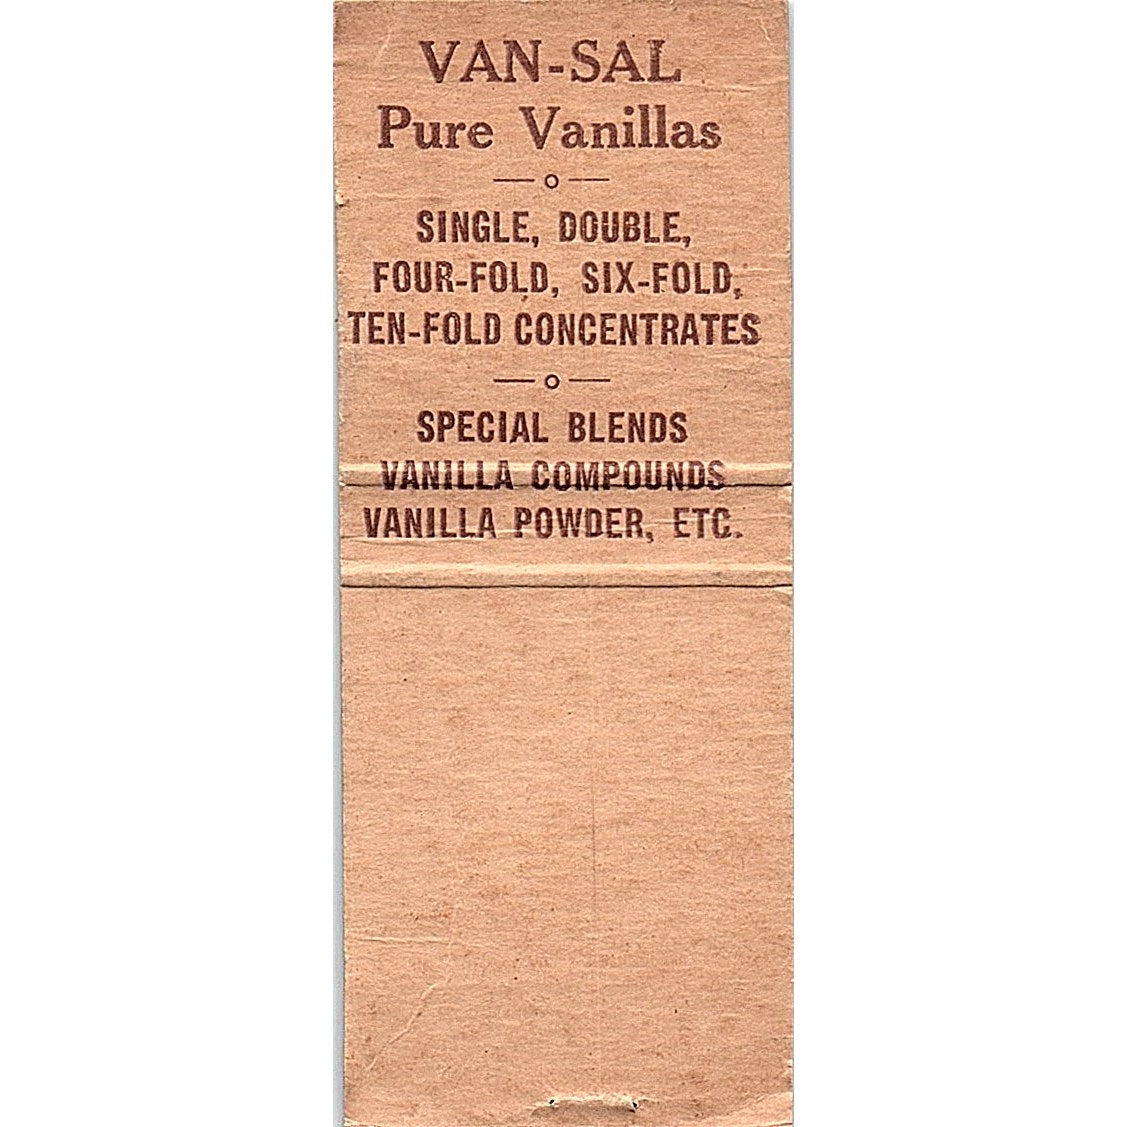 VAN-SAL
Pure Vanillas
SINGLE, DOUBLE,
FOUR-FOLD, SIX-FOLD,
TEN-FOLD CONCENTRATES
SPECIAL BLENDS
VANILLA COMPOUNDS
VANILLA POWDER, ETC.